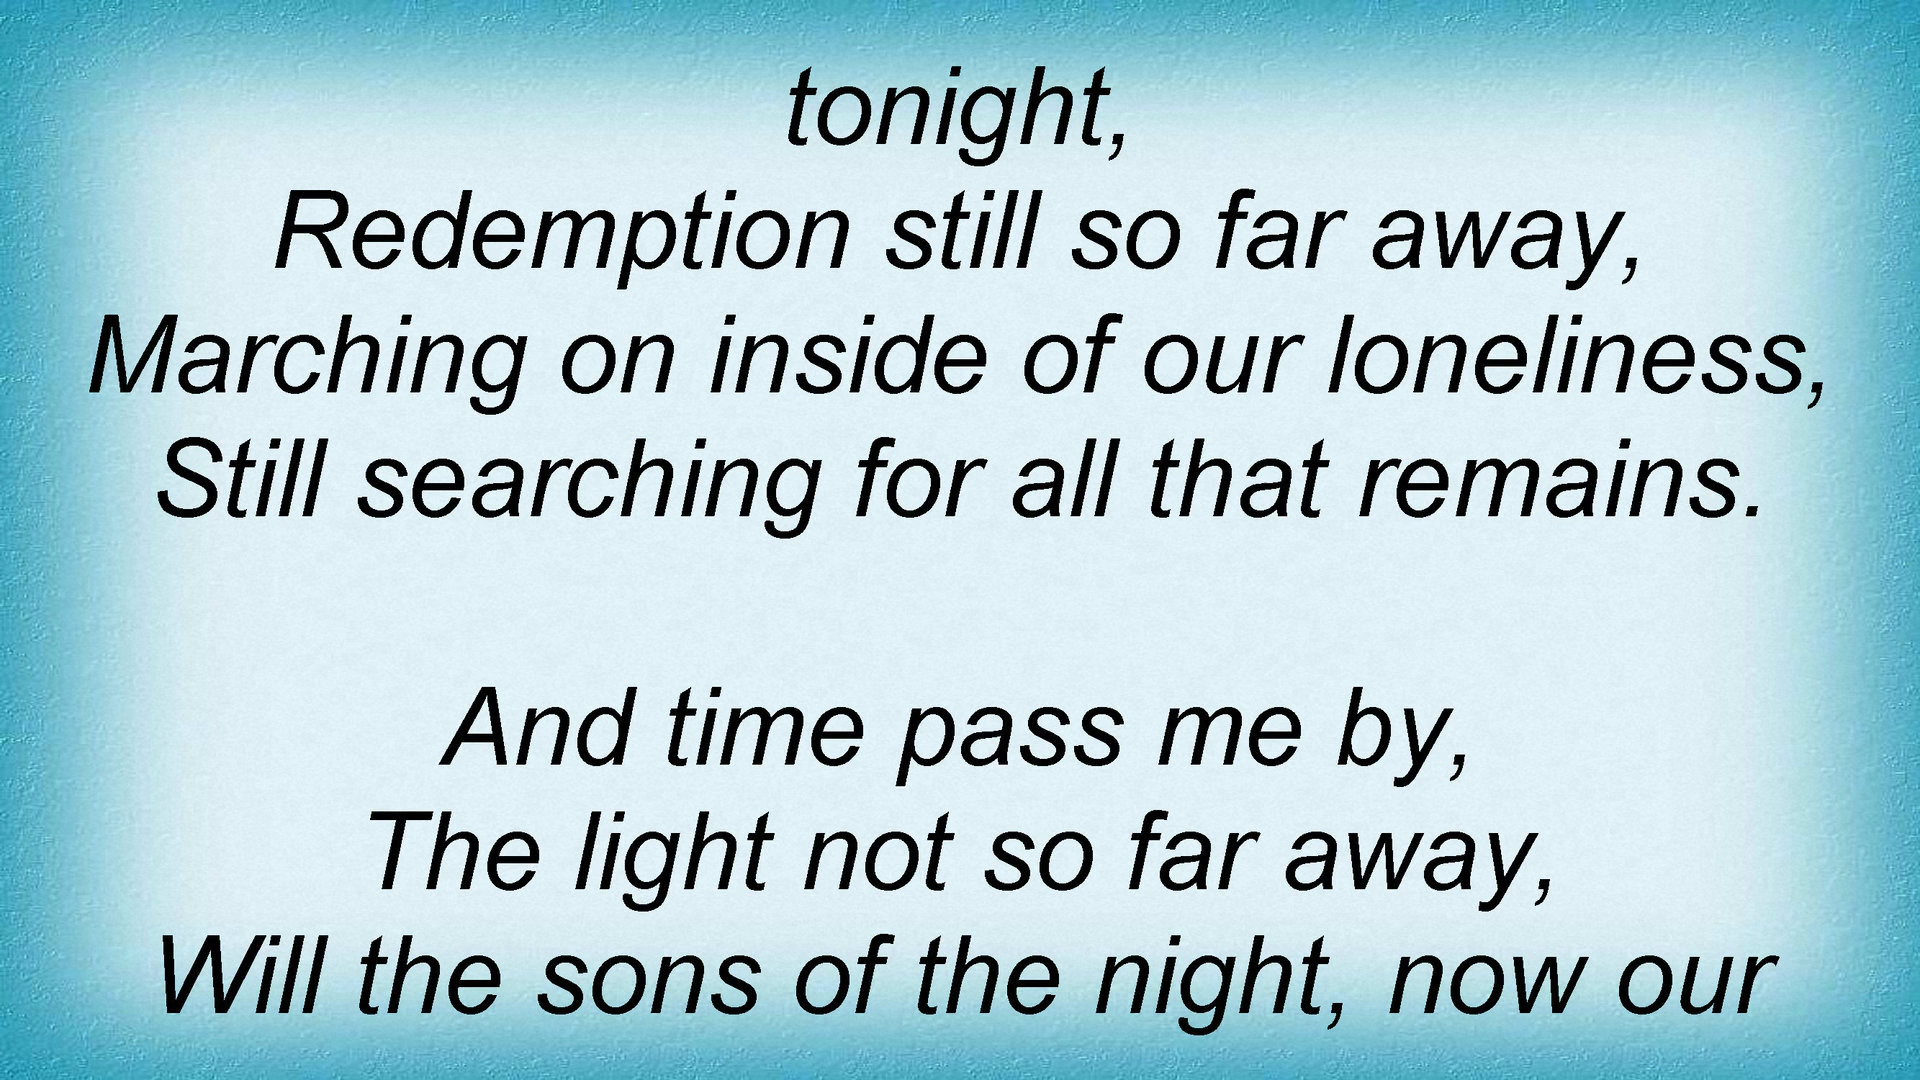 tonight,
Redemption still so far away,
Marching on inside of our loneliness,
Still searching for all that remains.
And time pass me by,
The light not so far away,
Will the sons of the night, now our